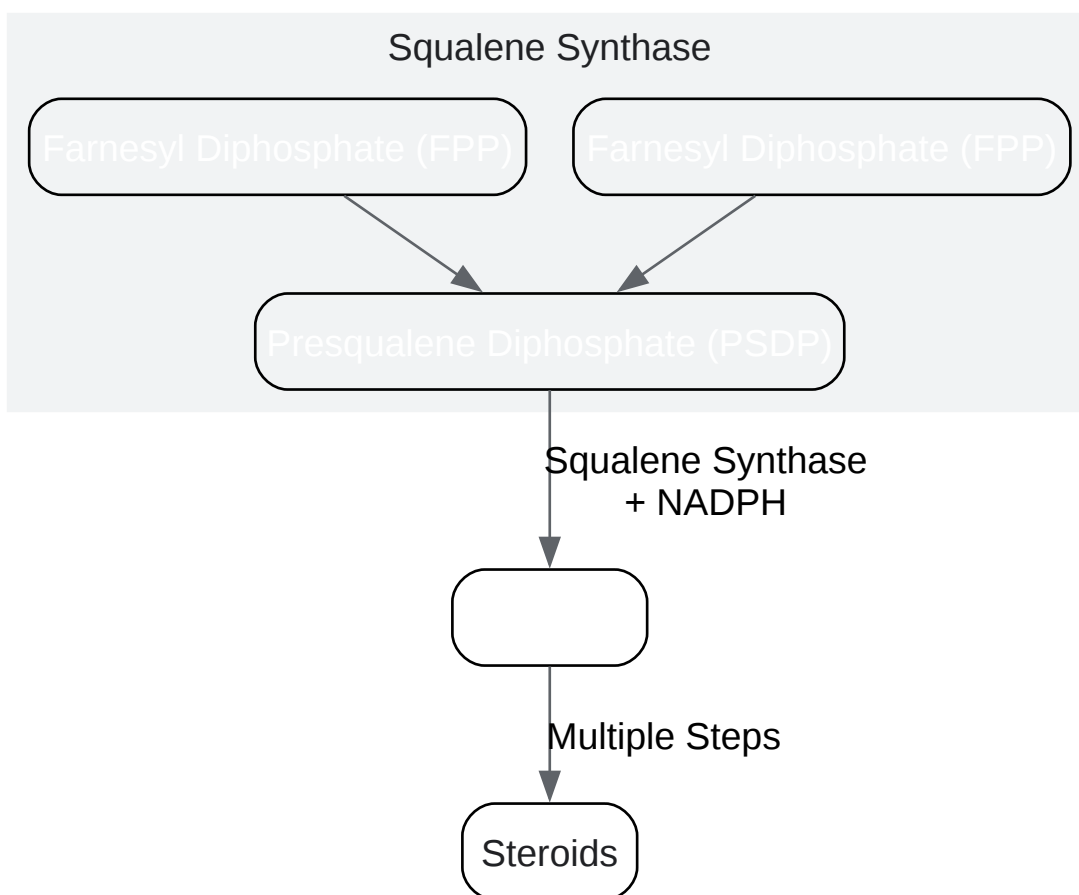 Squalene Synthase
Farnesyl Diphosphate (FPP)
Farnesyl Diphosphate (FPP)
Presqualene Diphosphate (PSDP)
Squalene Synthase
+ NADPH
Multiple Steps
Steroids